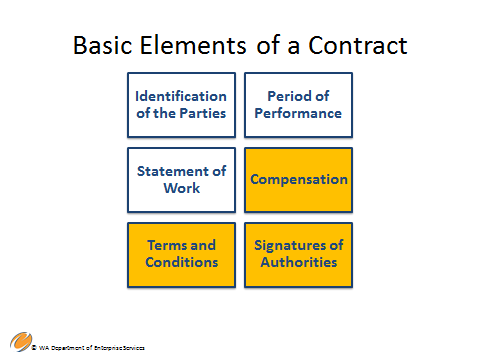 Basic Elements of a Contract
Identification
of the Parties
Period of
Performance
Statement of
Work
Compensation
Terms and
Conditions
Signatures of
Authorities
© WA Department of Enterprise Services